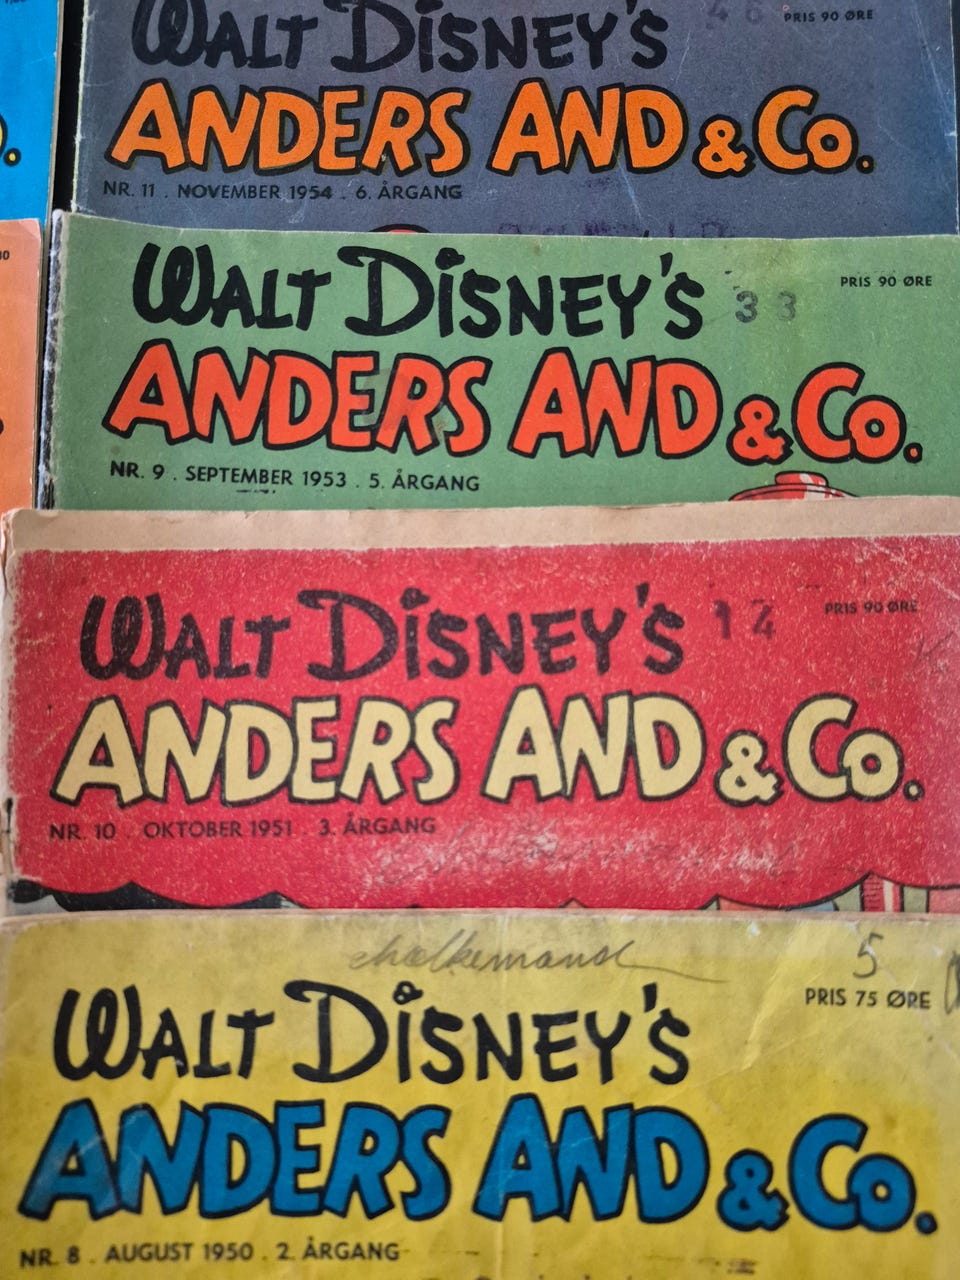 WALT DISNEY'S
46
PRIS 90 ØRE
ANDERS AND & Co.
NR. 11 . NOVEMBER 1954 . 6. ÅRGANG
WALT DISNEY'S
33
PRIS 90 ØRE
ANDERS AND & Co.
NR. 9 . SEPTEMBER 1953 . 5. ÅRGANG
WALT DISNEY'S
14
PRIS 90 ØRE
ANDERS AND & Co.
NR. 10 . OKTOBER 1951 . 3. ÅRGANG
5
WALT DISNEY'S
PRIS 75 ØRE
ANDERS AND & Co.
NR. 8 . AUGUST 1950 . 2. ÅRGANG